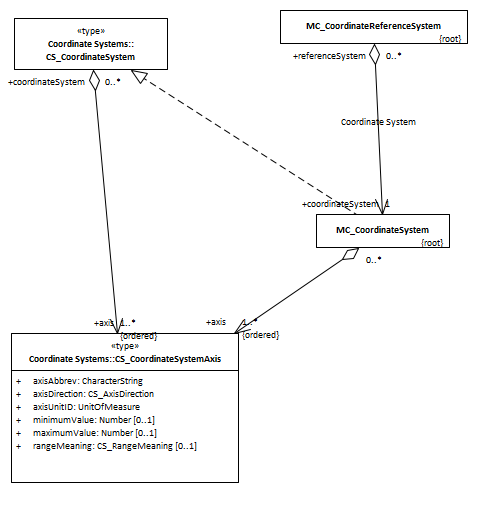 «type»
Coordinate Systems::
CS_CoordinateSystem
MC_CoordinateReferenceSystem
{root}
+coordinateSystem 0..*
+referenceSystem 0..*
Coordinate System
+coordinateSystem 1
MC_CoordinateSystem
{root}
0..*
+axis 1..*
{ordered}
+axis 1..*
{ordered}
«type»
Coordinate Systems::CS_CoordinateSystemAxis
+ axisAbbrev: CharacterString
+ axisDirection: CS_AxisDirection
+ axisUnitID: UnitOfMeasure
+ minimumValue: Number [0..1]
+ maximumValue: Number [0..1]
+ rangeMeaning: CS_RangeMeaning [0..1]